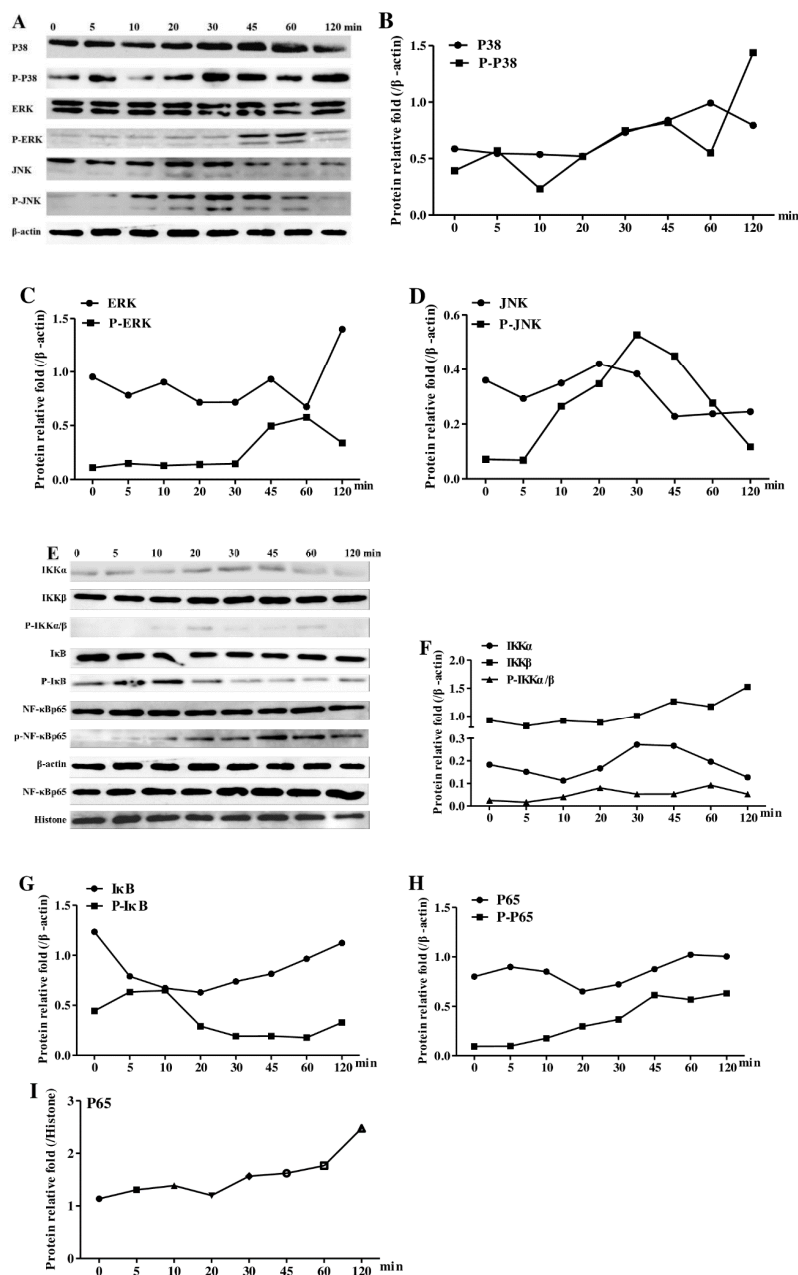 A
0 5 10 20 30 45 60 120 min
P38
P-P38
ERK
P-ERK
JNK
P-JNK
β-actin
B
P38
P-P38
Protein relative fold (/β -actin)
1.5
1.0
0.5
0.0
0 5 10 20 30 45 60 120 min
C
ERK
P-ERK
Protein relative fold (/β -actin)
1.5
1.0
0.5
0.0
0 5 10 20 30 45 60 120 min
D
JNK
P-JNK
Protein relative fold (/β -actin)
0.6
0.4
0.2
0.0
0 5 10 20 30 45 60 120 min
E
0 5 10 20 30 45 60 120 min
IKKα
IKKβ
P-IKKα/β
IκB
P-IκB
NF-κBp65
p-NF-κBp65
β-actin
NF-κBp65
Histone
F
IKKα
IKKβ
P-IKKα/β
Protein relative fold (/β -actin)
2.0
1.5
1.0
0.3
0.2
0.1
0.0
0 5 10 20 30 45 60 120 min
G
IκB
P-IκB
Protein relative fold (/β -actin)
1.5
1.0
0.5
0.0
0 5 10 20 30 45 60 120 min
H
P65
P-P65
Protein relative fold (/β -actin)
1.5
1.0
0.5
0.0
0 5 10 20 30 45 60 120 min
I
P65
Protein relative fold (/Histone)
3
2
1
0
0 5 10 20 30 45 60 120 min